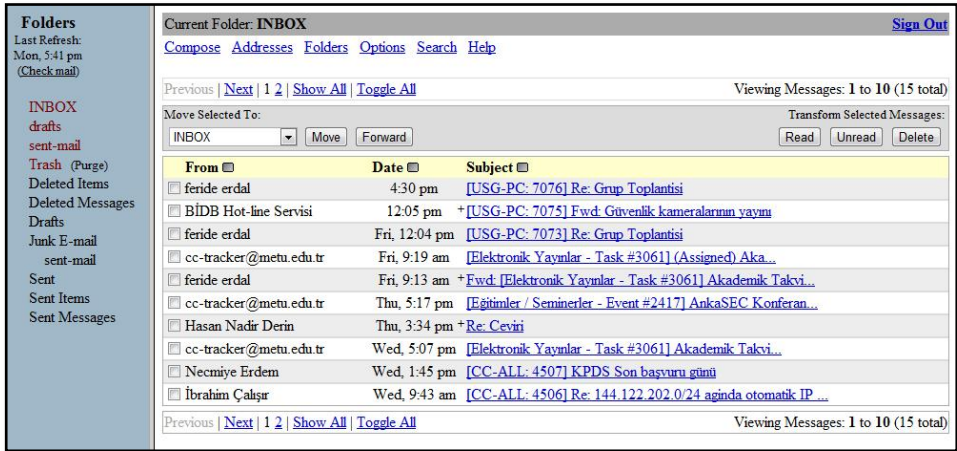 Folders
Last Refresh:
Mon, 5:41 pm
(Check mail)
INBOX
drafts
sent-mail
Trash (Purge)
Deleted Items
Deleted Messages
Drafts
Junk E-mail
sent-mail
Sent
Sent Items
Sent Messages
Current Folder: INBOX Sign Out
Compose Addresses Folders Options Search Help
Previous | Next | 1 2 | Show All | Toggle All Viewing Messages: 1 to 10 (15 total)
Move Selected To: Transform Selected Messages:
INBOX Move Forward Read Unread Delete
From Date Subject
feride erdal 4:30 pm [USG-PC: 7076] Re: Grup Toplantisi
BİDB Hot-line Servisi 12:05 pm +[USG-PC: 7075] Fwd: Güvenlik kameralarının yayını
feride erdal Fri, 12:04 pm [USG-PC: 7073] Re: Grup Toplantisi
cc-tracker@metu.edu.tr Fri, 9:19 am [Elektronik Yayınlar - Task #3061] (Assigned) Aka...
feride erdal Fri, 9:13 am +Fwd: [Elektronik Yayınlar - Task #3061] Akademik Takvi...
cc-tracker@metu.edu.tr Thu, 5:17 pm [Eğitimler / Seminerler - Event #2417] AnkaSEC Konferan...
Hasan Nadir Derin Thu, 3:34 pm +Re: Ceviri
cc-tracker@metu.edu.tr Wed, 5:07 pm [Elektronik Yayınlar - Task #3061] Akademik Takvi...
Necmiye Erdem Wed, 1:45 pm [CC-ALL: 4507] KPDS Son başvuru günü
İbrahim Çalışır Wed, 9:43 am [CC-ALL: 4506] Re: 144.122.202.0/24 aginda otomatik IP ...
Previous | Next | 1 2 | Show All | Toggle All Viewing Messages: 1 to 10 (15 total)